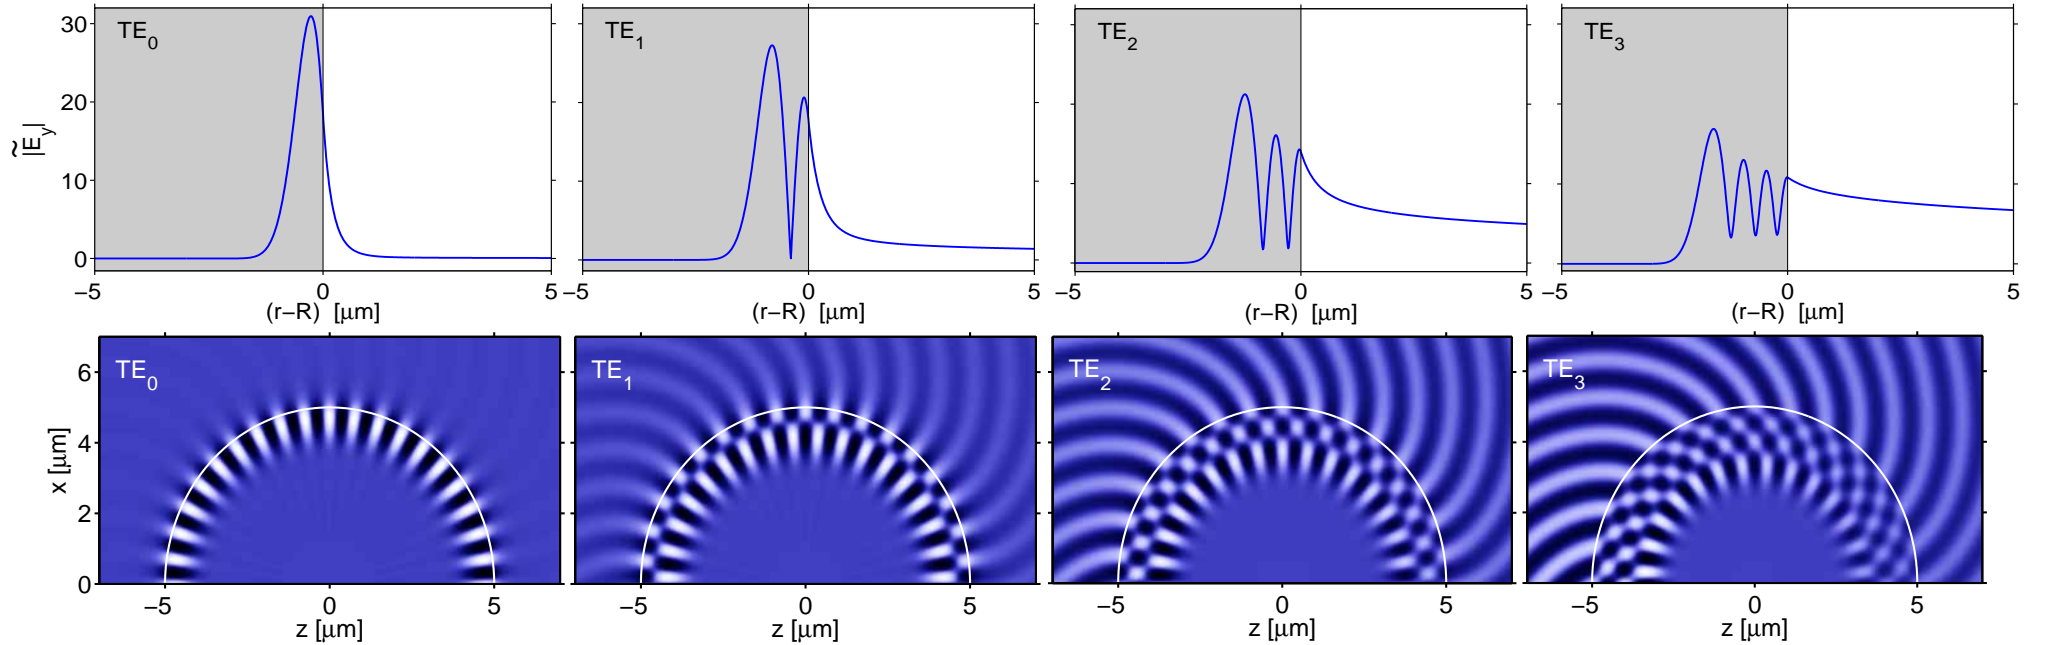 TE₀ TE₁ TE₂ TE₃
30
20
10
0
|Ẽ_y|
−5 0 5 −5 0 5 −5 0 5 −5 0 5
(r−R) [μm] (r−R) [μm] (r−R) [μm] (r−R) [μm]
TE₀ TE₁ TE₂ TE₃
6
4
2
0
x [μm]
−5 0 5 −5 0 5 −5 0 5 −5 0 5
z [μm] z [μm] z [μm] z [μm]